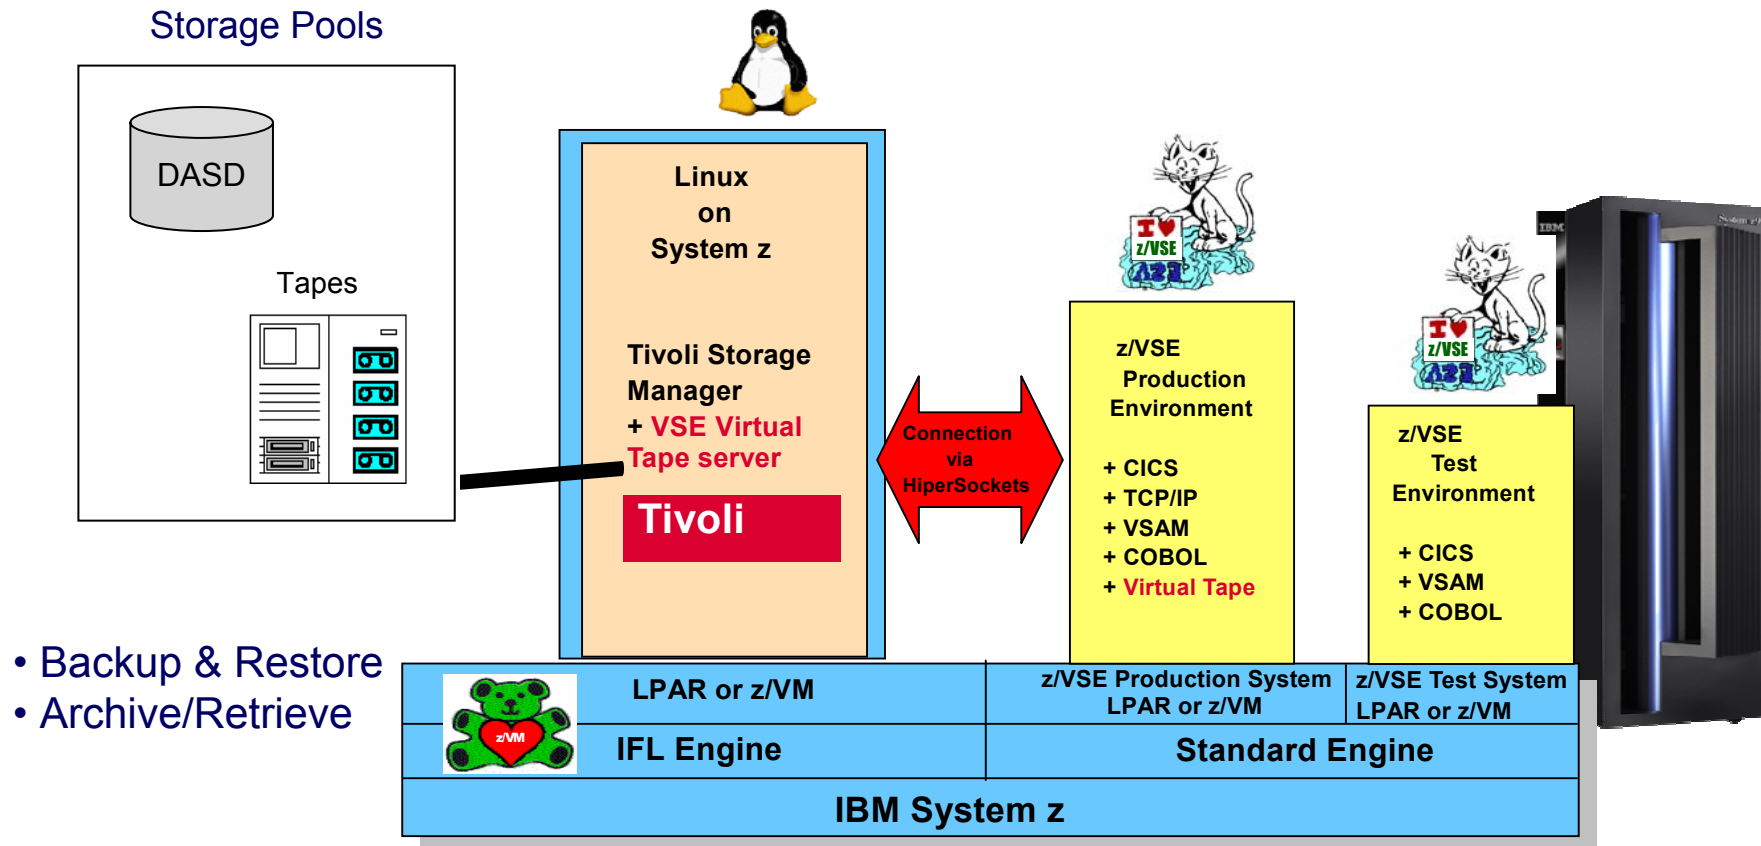 Storage Pools
DASD
Tapes
Linux
on
System z
Tivoli Storage
Manager
+ VSE Virtual
Tape server
Tivoli
Connection
via
HiperSockets
I ♥
z/VSE
z/VSE
Production
Environment
+ CICS
+ TCP/IP
+ VSAM
+ COBOL
+ Virtual Tape
I ♥
z/VSE
z/VSE
Test
Environment
+ CICS
+ VSAM
+ COBOL
IBM
• Backup & Restore
• Archive/Retrieve
z/VM
LPAR or z/VM
z/VSE Production System
LPAR or z/VM
z/VSE Test System
LPAR or z/VM
IFL Engine
Standard Engine
IBM System z